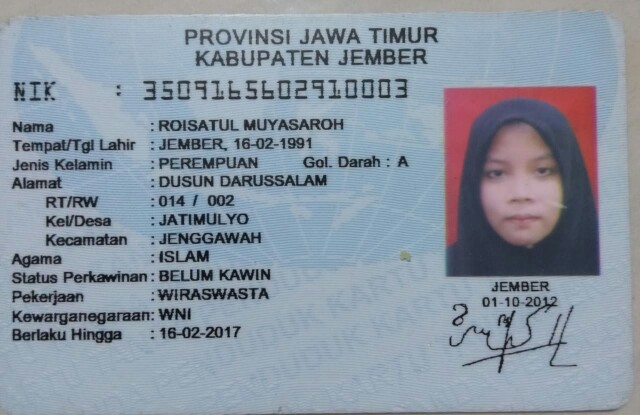 PROVINSI JAWA TIMUR
KABUPATEN JEMBER
NIK : 3509165602910003
Nama : ROISATUL MUYASAROH
Tempat/Tgl Lahir : JEMBER, 16-02-1991
Jenis Kelamin : PEREMPUAN Gol. Darah : A
Alamat : DUSUN DARUSSALAM
RT/RW : 014 / 002
Kel/Desa : JATIMULYO
Kecamatan : JENGGAWAH
Agama : ISLAM
Status Perkawinan : BELUM KAWIN
Pekerjaan : WIRASWASTA
Kewarganegaraan : WNI
Berlaku Hingga : 16-02-2017
JEMBER
01-10-2012